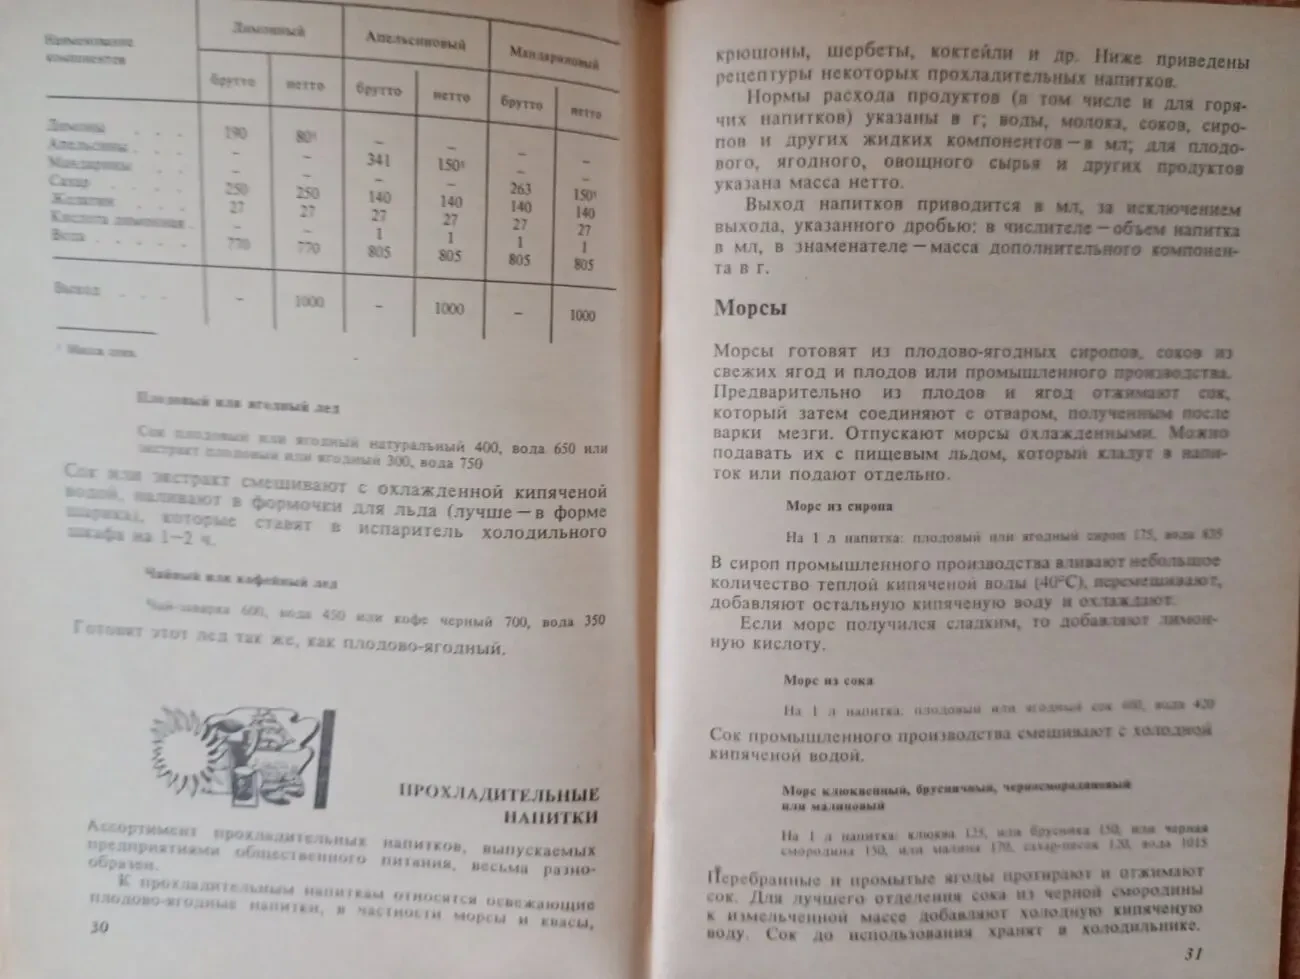 Наименование компонентов | Лимонный | Апельсиновый | Мандариновый
брутто | нетто | брутто | нетто | брутто | нетто
Лимоны . . . 190 80¹ – – – –
Апельсины . . . – – 341 150¹ – –
Мандарины . . – – – – 263 150¹
Сахар . . . . 250 250 140 140 140 140
Желатин . . . 27 27 27 27 27 27
Кислота лимонная . – – 1 1 1 1
Вода . . . . . 770 770 805 805 805 805
Выход . . . – 1000 – 1000 – 1000
¹ Масса сока.
Плодовый или ягодный лед
Сок плодовый или ягодный натуральный 400, вода 650 или
экстракт плодовый или ягодный 300, вода 750
Сок или экстракт смешивают с охлажденной кипяченой
водой, наливают в формочки для льда (лучше — в форме
шарика), которые ставят в испаритель холодильного
шкафа на 1—2 ч.
Чайный или кофейный лед
Чай-заварка 600, вода 450 или кофе черный 700, вода 350
Готовят этот лед так же, как плодово-ягодный.
ПРОХЛАДИТЕЛЬНЫЕ
НАПИТКИ
Ассортимент прохладительных напитков, выпускаемых
предприятиями общественного питания, весьма разно-
образен.
К прохладительным напиткам относятся освежающие
плодово-ягодные напитки, в частности морсы и квасы,
30
крюшоны, шербеты, коктейли и др. Ниже приведены
рецептуры некоторых прохладительных напитков.
Нормы расхода продуктов (в том числе и для горя-
чих напитков) указаны в г; воды, молока, соков, сиро-
пов и других жидких компонентов — в мл; для плодо-
вого, ягодного, овощного сырья и других продуктов
указана масса нетто.
Выход напитков приводится в мл, за исключением
выхода, указанного дробью: в числителе — объем напитка
в мл, в знаменателе — масса дополнительного компонен-
та в г.
Морсы
Морсы готовят из плодово-ягодных сиропов, соков из
свежих ягод и плодов или промышленного производства.
Предварительно из плодов и ягод отжимают сок,
который затем соединяют с отваром, полученным после
варки мезги. Отпускают морсы охлажденными. Можно
подавать их с пищевым льдом, который кладут в напи-
ток или подают отдельно.
Морс из сиропа
На 1 л напитка: плодовый или ягодный сироп 175, вода 835
В сироп промышленного производства вливают небольшое
количество теплой кипяченой воды (40°С), перемешивают,
добавляют остальную кипяченую воду и охлаждают.
Если морс получился сладким, то добавляют лимон-
ную кислоту.
Морс из сока
На 1 л напитка: плодовый или ягодный сок 600, вода 420
Сок промышленного производства смешивают с холодной
кипяченой водой.
Морс клюквенный, брусничный, черносмородиновый
или малиновый
На 1 л напитка: клюква 125, или брусника 150, или черная
смородина 150, или малина 170, сахар-песок 120, вода 1015
Перебранные и промытые ягоды протирают и отжимают
сок. Для лучшего отделения сока из черной смородины
к измельченной массе добавляют холодную кипяченую
воду. Сок до использования хранят в холодильнике.
31